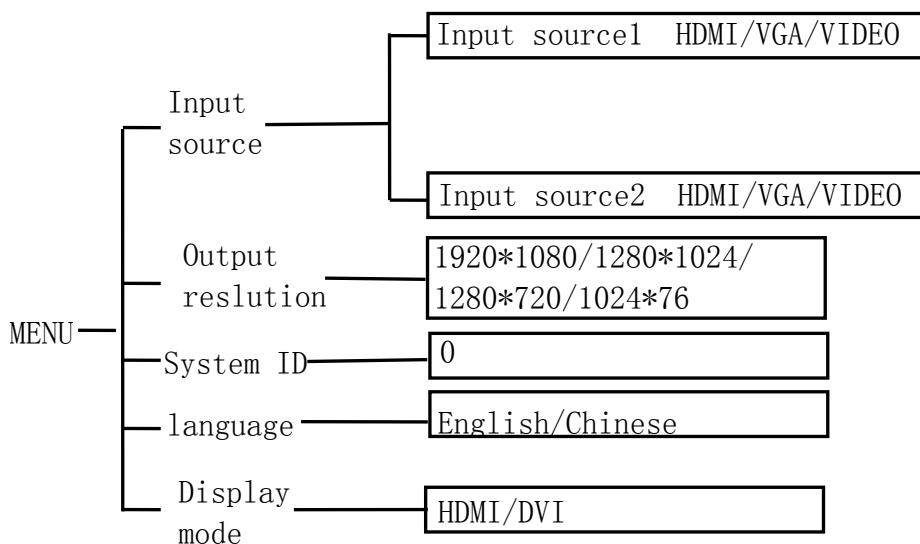 MENU
Input
source
Input source1 HDMI/VGA/VIDEO
Input source2 HDMI/VGA/VIDEO
Output
reslution
1920*1080/1280*1024/
1280*720/1024*76
System ID
0
language
English/Chinese
Display
mode
HDMI/DVI